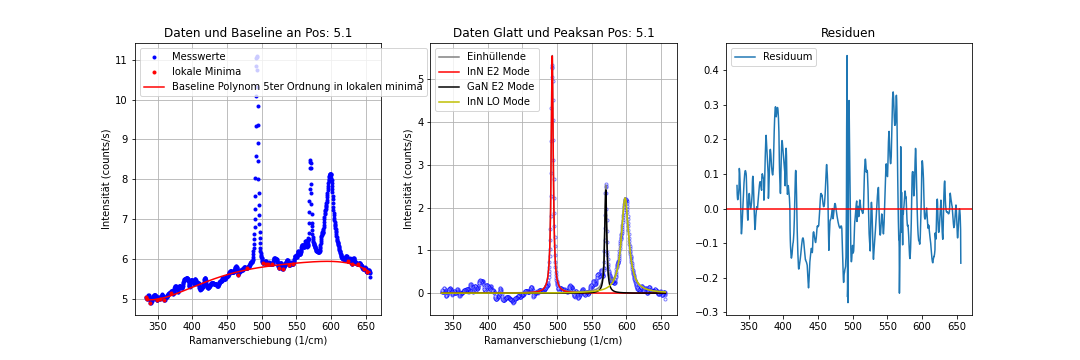 Daten und Baseline an Pos: 5.1
Messwerte
lokale Minima
Baseline Polynom 5ter Ordnung in lokalen minima
Intensität (counts/s)
11
10
9
8
7
6
5
350 400 450 500 550 600 650
Ramanverschiebung (1/cm)
Daten Glatt und Peaksan Pos: 5.1
Einhüllende
InN E2 Mode
GaN E2 Mode
InN LO Mode
Intensität (counts/s)
5
4
3
2
1
0
350 400 450 500 550 600 650
Ramanverschiebung (1/cm)
Residuen
Residuum
0.4
0.3
0.2
0.1
0.0
−0.1
−0.2
−0.3
350 400 450 500 550 600 650